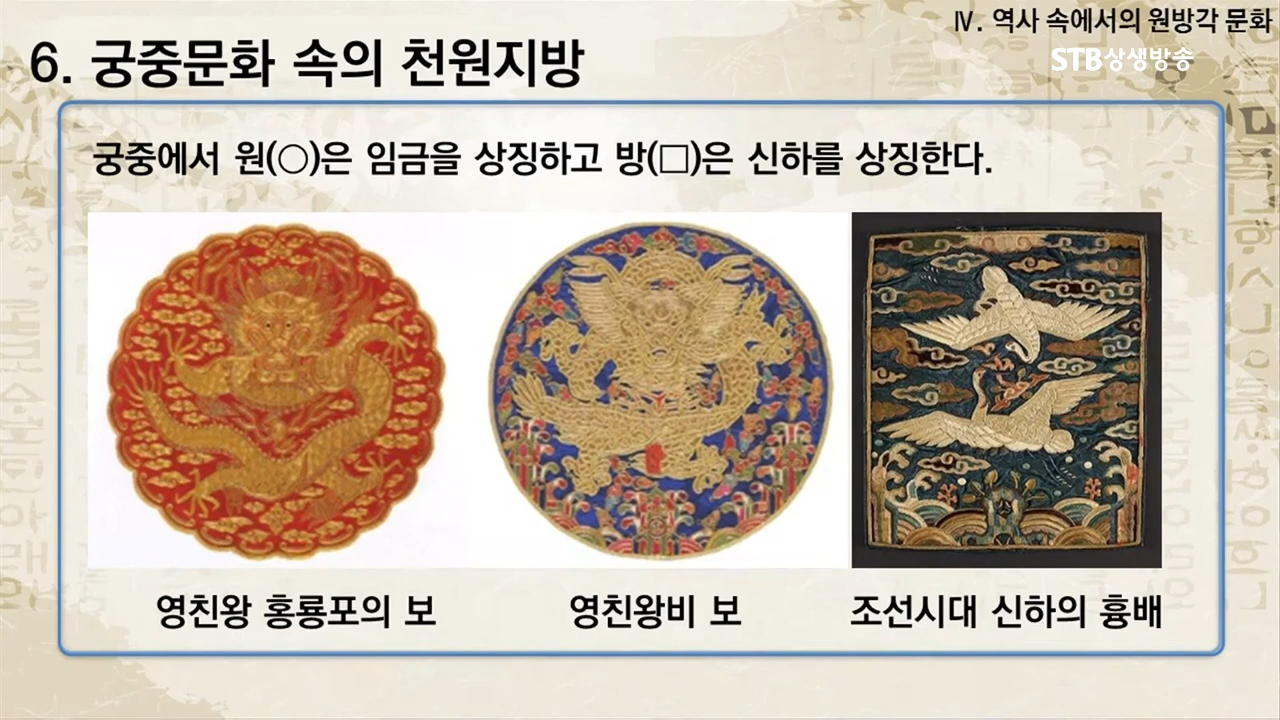 Ⅳ. 역사 속에서의 원방각 문화
STB상생방송
6. 궁중문화 속의 천원지방
궁중에서 원(○)은 임금을 상징하고 방(□)은 신하를 상징한다.
영친왕 홍룡포의 보
영친왕비 보
조선시대 신하의 흉배